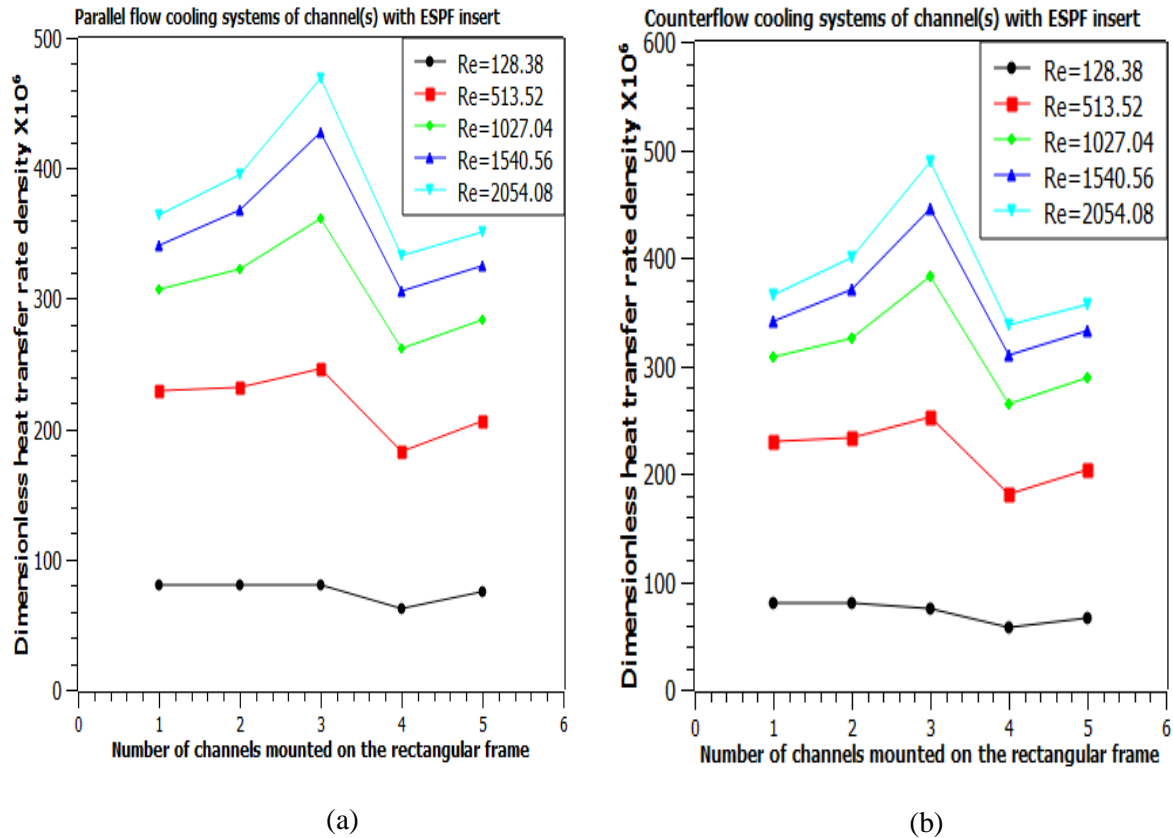 Parallel flow cooling systems of channel(s) with ESPF insert
Dimensionless heat transfer rate density X10⁶
500
400
300
200
100
0
Re=128.38
Re=513.52
Re=1027.04
Re=1540.56
Re=2054.08
0 1 2 3 4 5 6
Number of channels mounted on the rectangular frame
(a)
Counterflow cooling systems of channel(s) with ESPF insert
Dimensionless heat transfer rate density X10⁶
600
500
400
300
200
100
0
Re=128.38
Re=513.52
Re=1027.04
Re=1540.56
Re=2054.08
0 1 2 3 4 5 6
Number of channels mounted on the rectangular frame
(b)